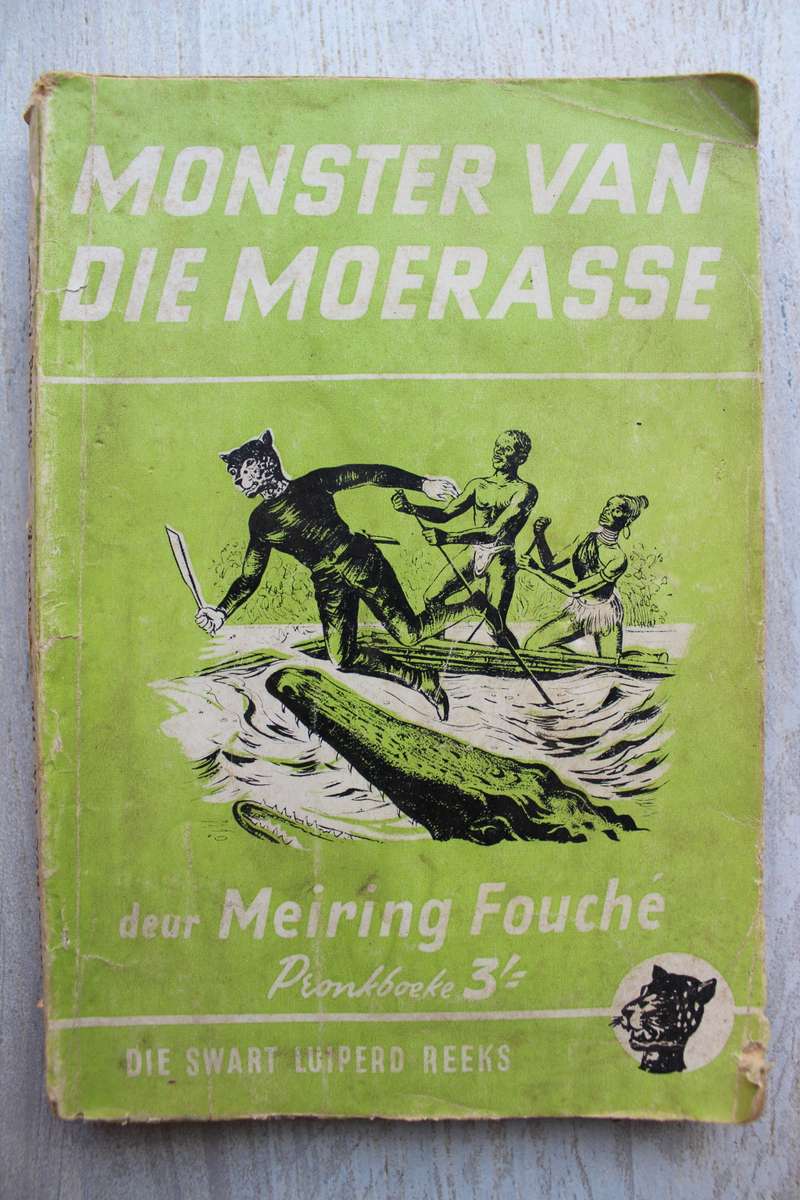 MONSTER VAN
DIE MOERASSE
deur Meiring Fouché
Pronkboeke 3/=
DIE SWART LUIPERD REEKS